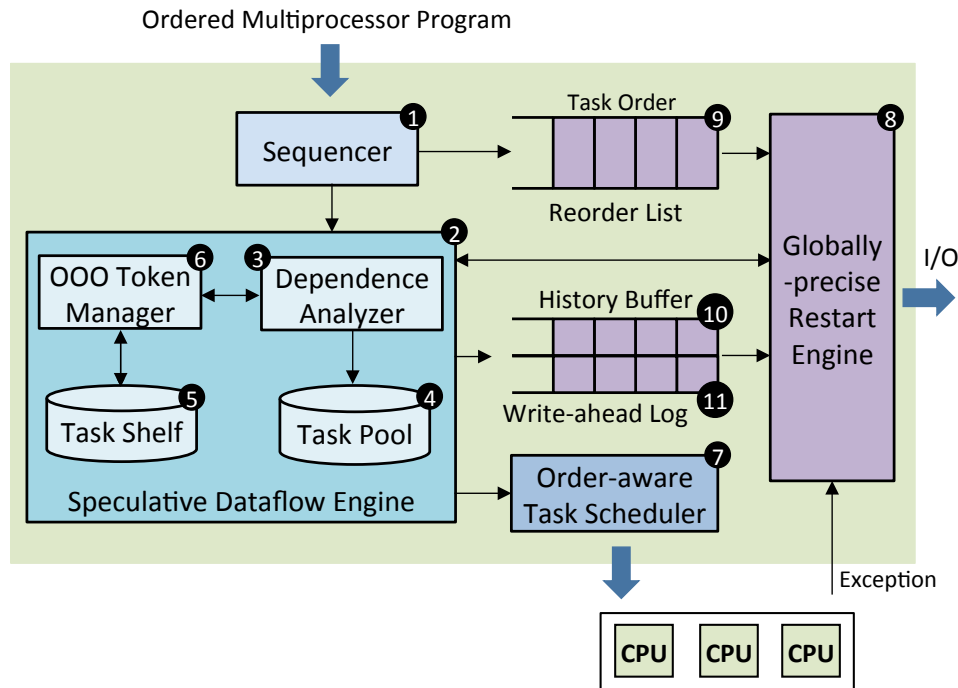 Ordered Multiprocessor Program
1
Sequencer
Task Order
9
Reorder List
8
Globally
-precise
Restart
Engine
I/O
2
6
OOO Token
Manager
3
Dependence
Analyzer
5
Task Shelf
4
Task Pool
Speculative Dataflow Engine
History Buffer
10
11
Write-ahead Log
7
Order-aware
Task Scheduler
Exception
CPU
CPU
CPU